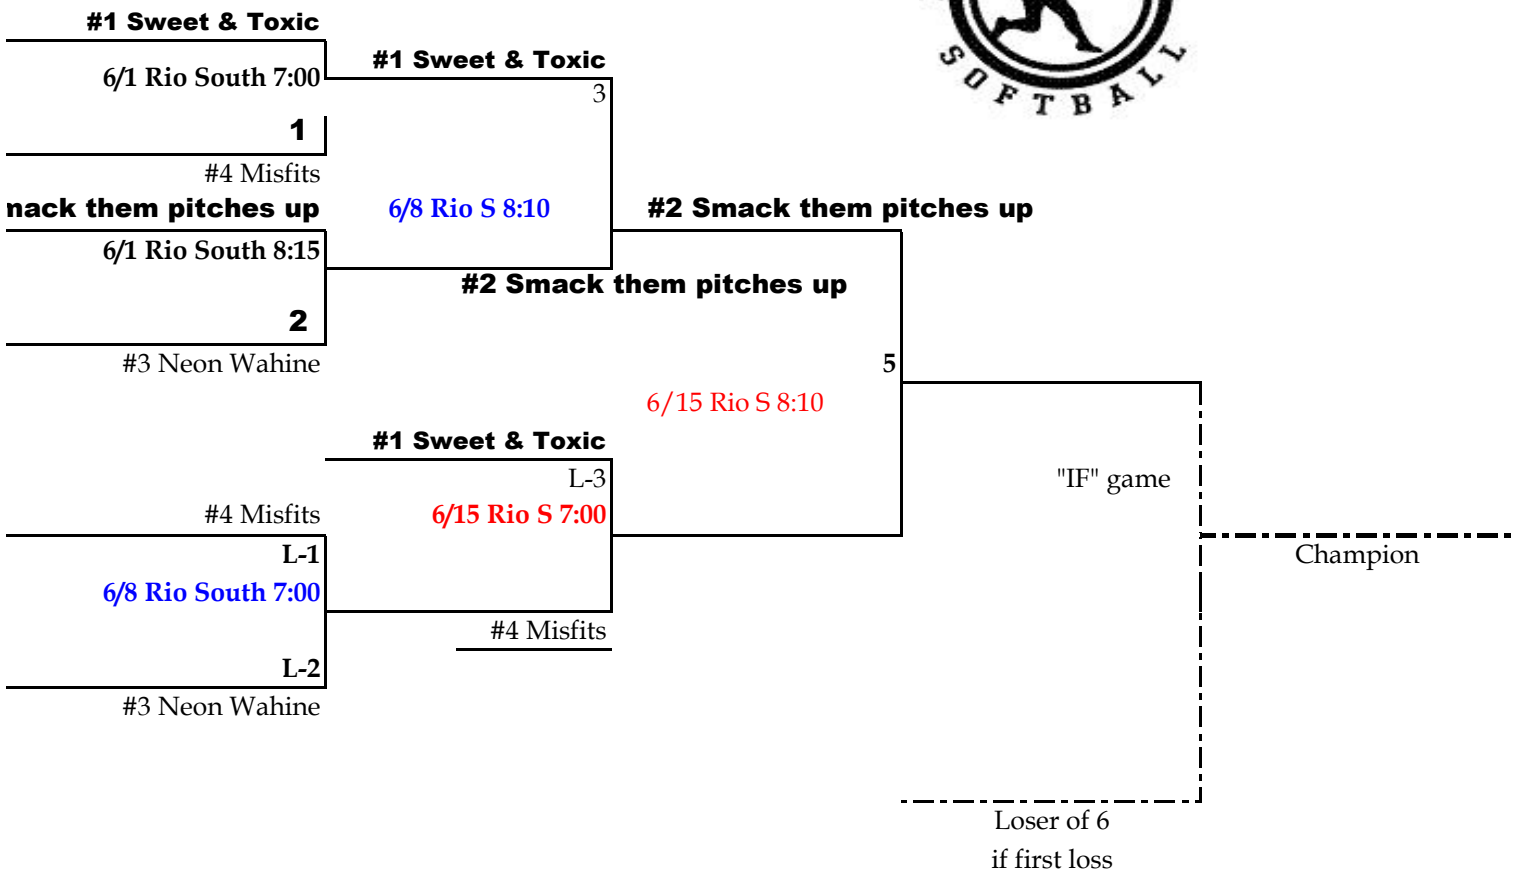 #1 Sweet & Toxic
6/1 Rio South 7:00
1
#4 Misfits
#1 Sweet & Toxic
3
SOFTBALL
them pitches up
6/1 Rio South 8:15
2
#3 Neon Wahine
6/8 Rio S 8:10
#2 Smack them pitches up
#2 Smack them pitches up
5
6/15 Rio S 8:10
#1 Sweet & Toxic
L-3
6/15 Rio S 7:00
#4 Misfits
L-1
6/8 Rio South 7:00
L-2
#3 Neon Wahine
#4 Misfits
"IF" game
Champion
Loser of 6
if first loss